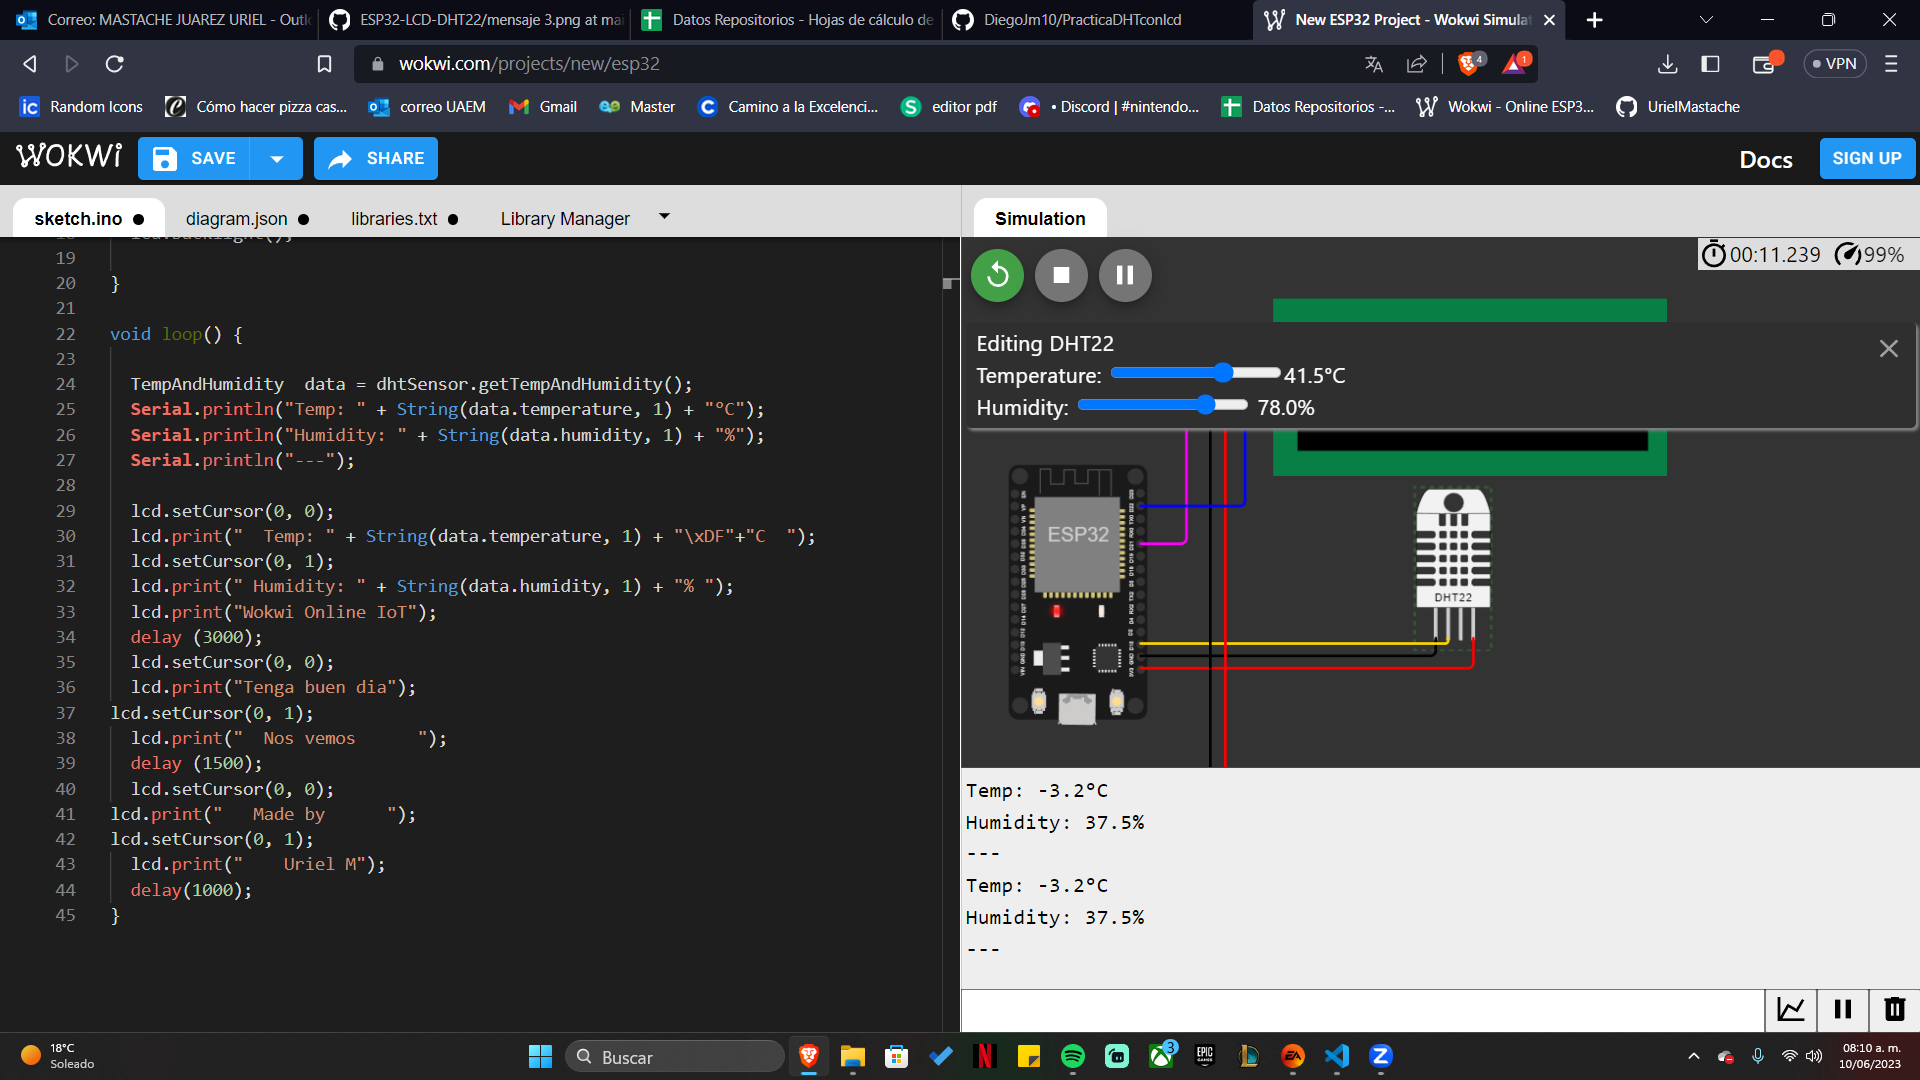 Correo: MASTACHE JUAREZ URIEL - Outl
ESP32-LCD-DHT22/mensaje 3.png at mai
Datos Repositorios - Hojas de cálculo de
DiegoJm10/PracticaDHTconlcd
New ESP32 Project - Wokwi Simulat
wokwi.com/projects/new/esp32
4
1
VPN
ic Random Icons
Cómo hacer pizza cas...
correo UAEM
Gmail
Master
Camino a la Excelenci...
editor pdf
• Discord | #nintendo...
Datos Repositorios -...
Wokwi - Online ESP3...
UrielMastache
WOKWi
SAVE
SHARE
Docs
SIGN UP
sketch.ino
diagram.json
libraries.txt
Library Manager
Simulation
18 lcd.backlight();
19
20 }
21
22 void loop() {
23
24 TempAndHumidity  data = dhtSensor.getTempAndHumidity();
25 Serial.println("Temp: " + String(data.temperature, 1) + "°C");
26 Serial.println("Humidity: " + String(data.humidity, 1) + "%");
27 Serial.println("---");
28
29 lcd.setCursor(0, 0);
30 lcd.print("  Temp: " + String(data.temperature, 1) + "\xDF"+"C  ");
31 lcd.setCursor(0, 1);
32 lcd.print(" Humidity: " + String(data.humidity, 1) + "% ");
33 lcd.print("Wokwi Online IoT");
34 delay (3000);
35 lcd.setCursor(0, 0);
36 lcd.print("Tenga buen dia");
37 lcd.setCursor(0, 1);
38 lcd.print("  Nos vemos      ");
39 delay (1500);
40 lcd.setCursor(0, 0);
41 lcd.print("   Made by      ");
42 lcd.setCursor(0, 1);
43 lcd.print("    Uriel M");
44 delay(1000);
45 }
00:11.239
99%
Editing DHT22
Temperature: 41.5°C
Humidity: 78.0%
ESP32
DHT22
Temp: -3.2°C
Humidity: 37.5%
---
Temp: -3.2°C
Humidity: 37.5%
---
18°C
Soleado
Buscar
3
EPIC
EA
08:10 a. m.
10/06/2023